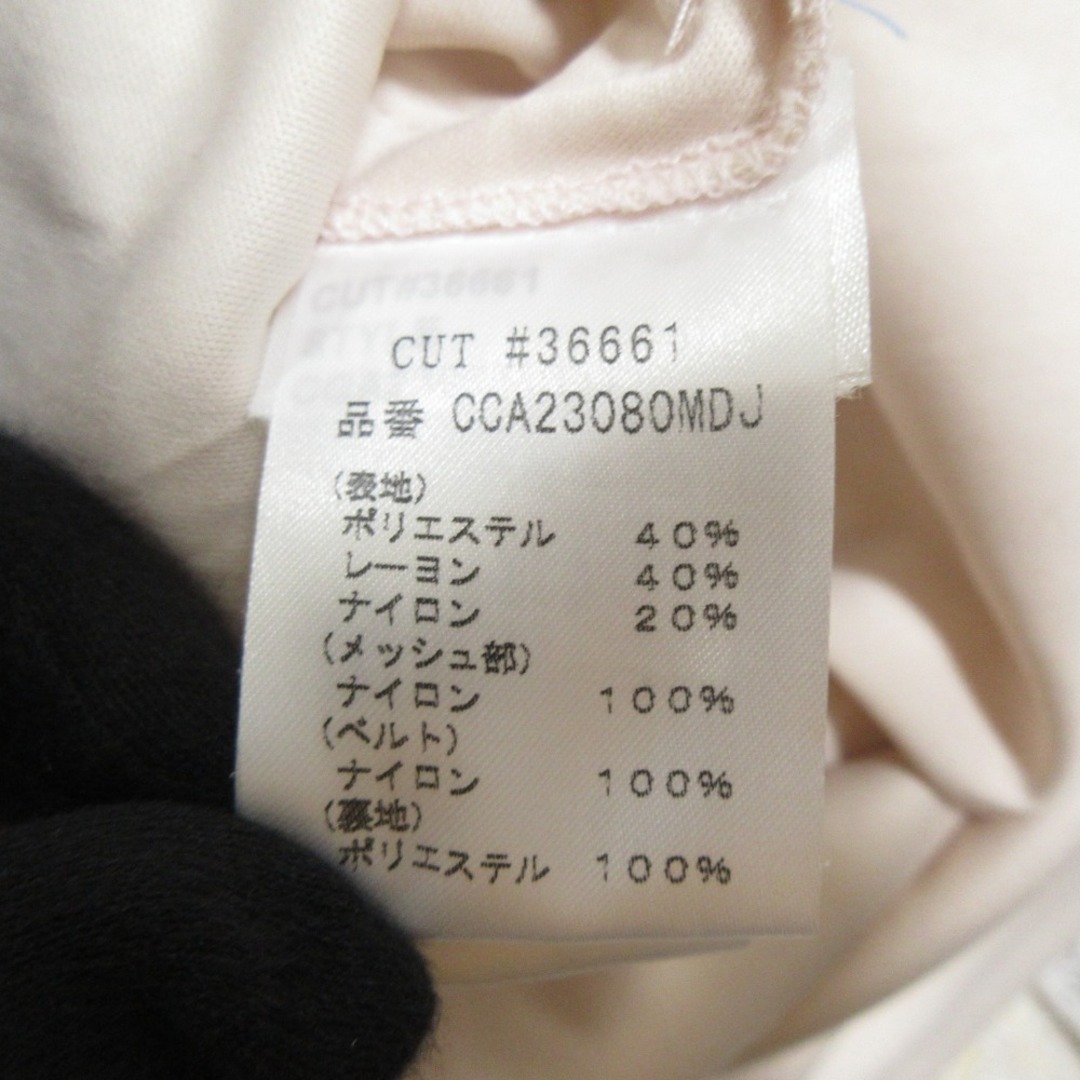 CUT#36661
CUT #36661
品番 CCA23080MDJ
(表地)
ポリエステル 40%
レーヨン 40%
ナイロン 20%
(メッシュ部)
ナイロン 100%
(ベルト)
ナイロン 100%
(裏地)
ポリエステル 100%